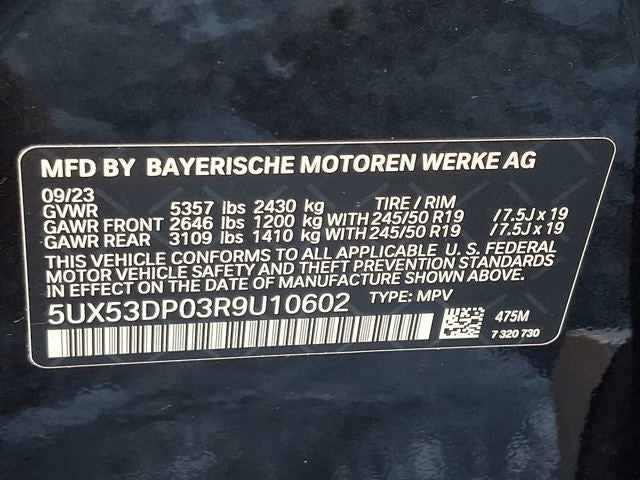 MFD BY BAYERISCHE MOTOREN WERKE AG
09/23
GVWR 5357 lbs 2430 kg TIRE / RIM
GAWR FRONT 2646 lbs 1200 kg WITH 245/50 R19 / 7.5J x 19
GAWR REAR 3109 lbs 1410 kg WITH 245/50 R19 / 7.5J x 19
THIS VEHICLE CONFORMS TO ALL APPLICABLE U. S. FEDERAL
MOTOR VEHICLE SAFETY AND THEFT PREVENTION STANDARDS
IN EFFECT ON THE DATE OF MANUFACTURE SHOWN ABOVE.
5UX53DP03R9U10602 TYPE: MPV
475M
7 320 730